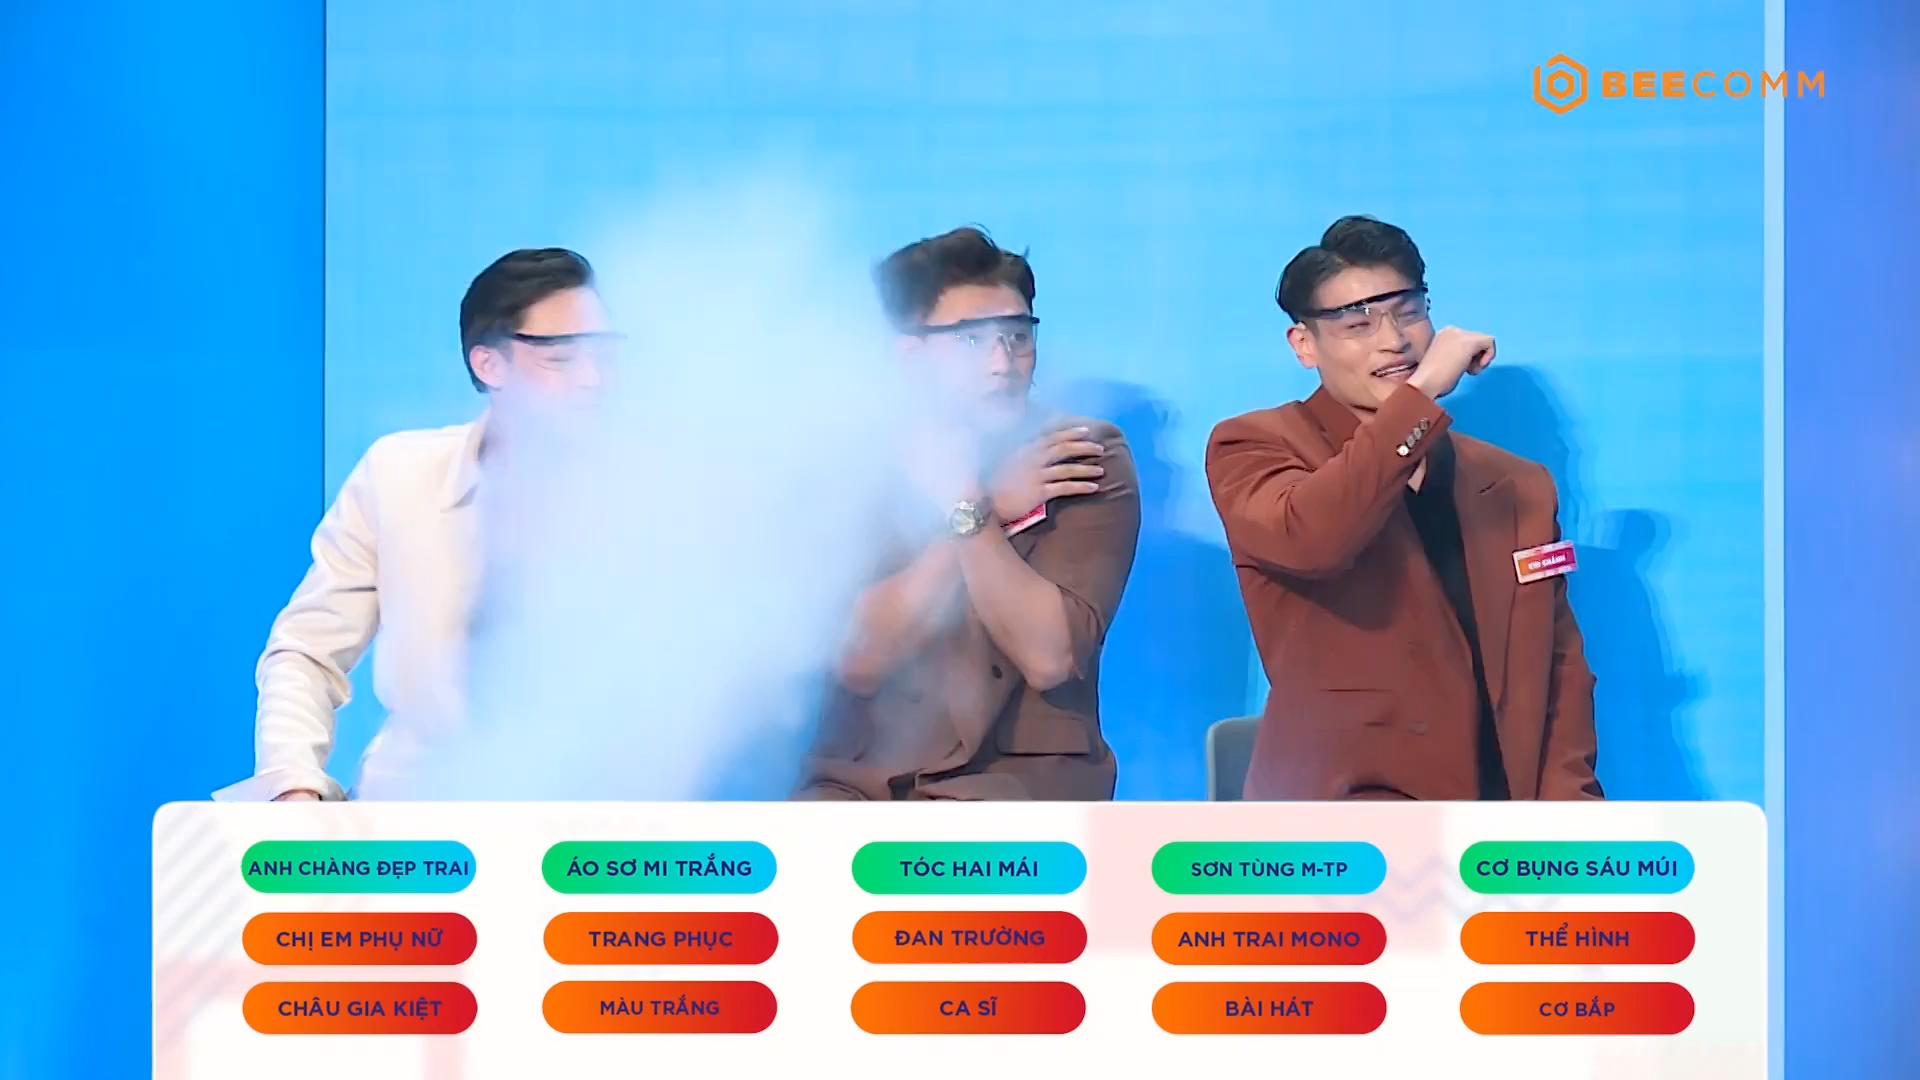 BEECOMM
ANH CHÀNG ĐẸP TRAI
ÁO SƠ MI TRẮNG
TÓC HAI MÁI
SƠN TÙNG M-TP
CƠ BỤNG SÁU MÚI
CHỊ EM PHỤ NỮ
TRANG PHỤC
ĐAN TRƯỜNG
ANH TRAI MONO
THỂ HÌNH
CHÂU GIA KIỆT
MÀU TRẮNG
CA SĨ
BÀI HÁT
CƠ BẮP